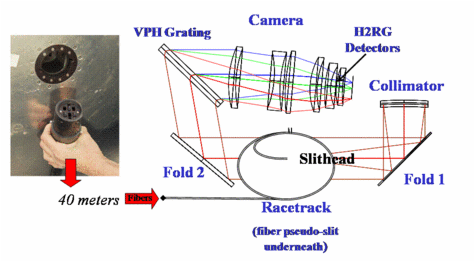 Camera
VPH Grating
H2RG
Detectors
Collimator
Slithead
Fold 2
Fold 1
40 meters
Fibers
Racetrack
(fiber pseudo-slit
underneath)